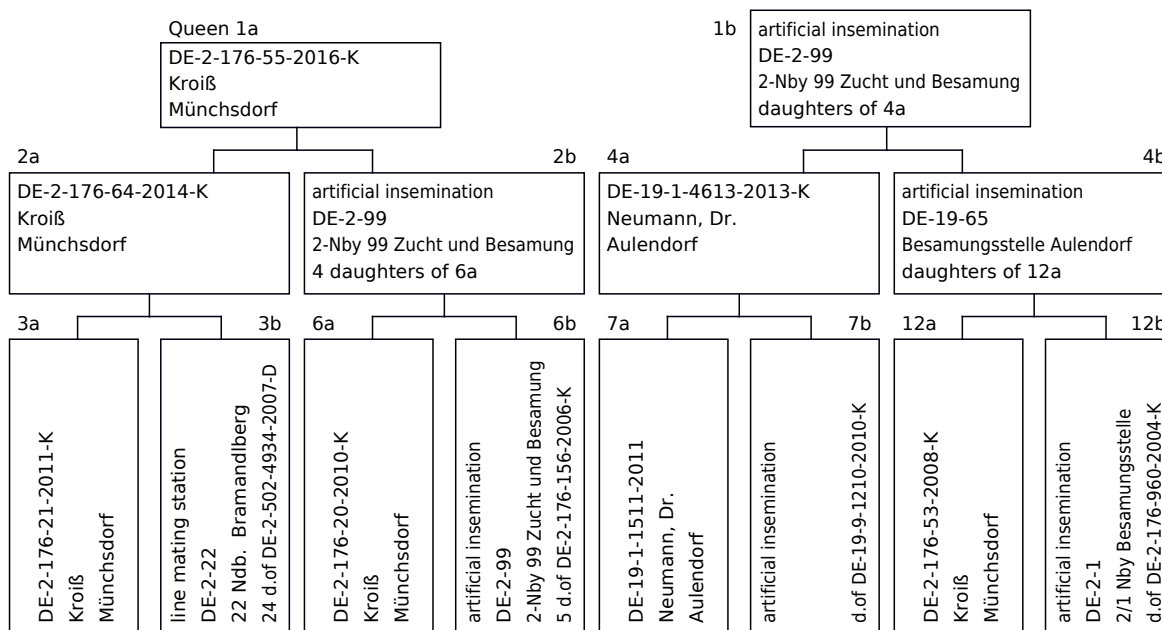 Queen 1a
DE-2-176-55-2016-K
Kroiß
Münchsdorf
1b
artificial insemination
DE-2-99
2-Nby 99 Zucht und Besamung
daughters of 4a
2a
DE-2-176-64-2014-K
Kroiß
Münchsdorf
2b
artificial insemination
DE-2-99
2-Nby 99 Zucht und Besamung
4 daughters of 6a
4a
DE-19-1-4613-2013-K
Neumann, Dr.
Aulendorf
4b
artificial insemination
DE-19-65
Besamungsstelle Aulendorf
daughters of 12a
3a
DE-2-176-21-2011-K
Kroiß
Münchsdorf
3b
line mating station
DE-2-22
22 Ndb. Bramandlberg
24 d.of DE-2-502-4934-2007-D
6a
DE-2-176-20-2010-K
Kroiß
Münchsdorf
6b
artificial insemination
DE-2-99
2-Nby 99 Zucht und Besamung
5 d.of DE-2-176-156-2006-K
7a
DE-19-1-1511-2011
Neumann, Dr.
Aulendorf
7b
artificial insemination
d.of DE-19-9-1210-2010-K
12a
DE-2-176-53-2008-K
Kroiß
Münchsdorf
12b
artificial insemination
DE-2-1
2/1 Nby Besamungsstelle
d.of DE-2-176-960-2004-K